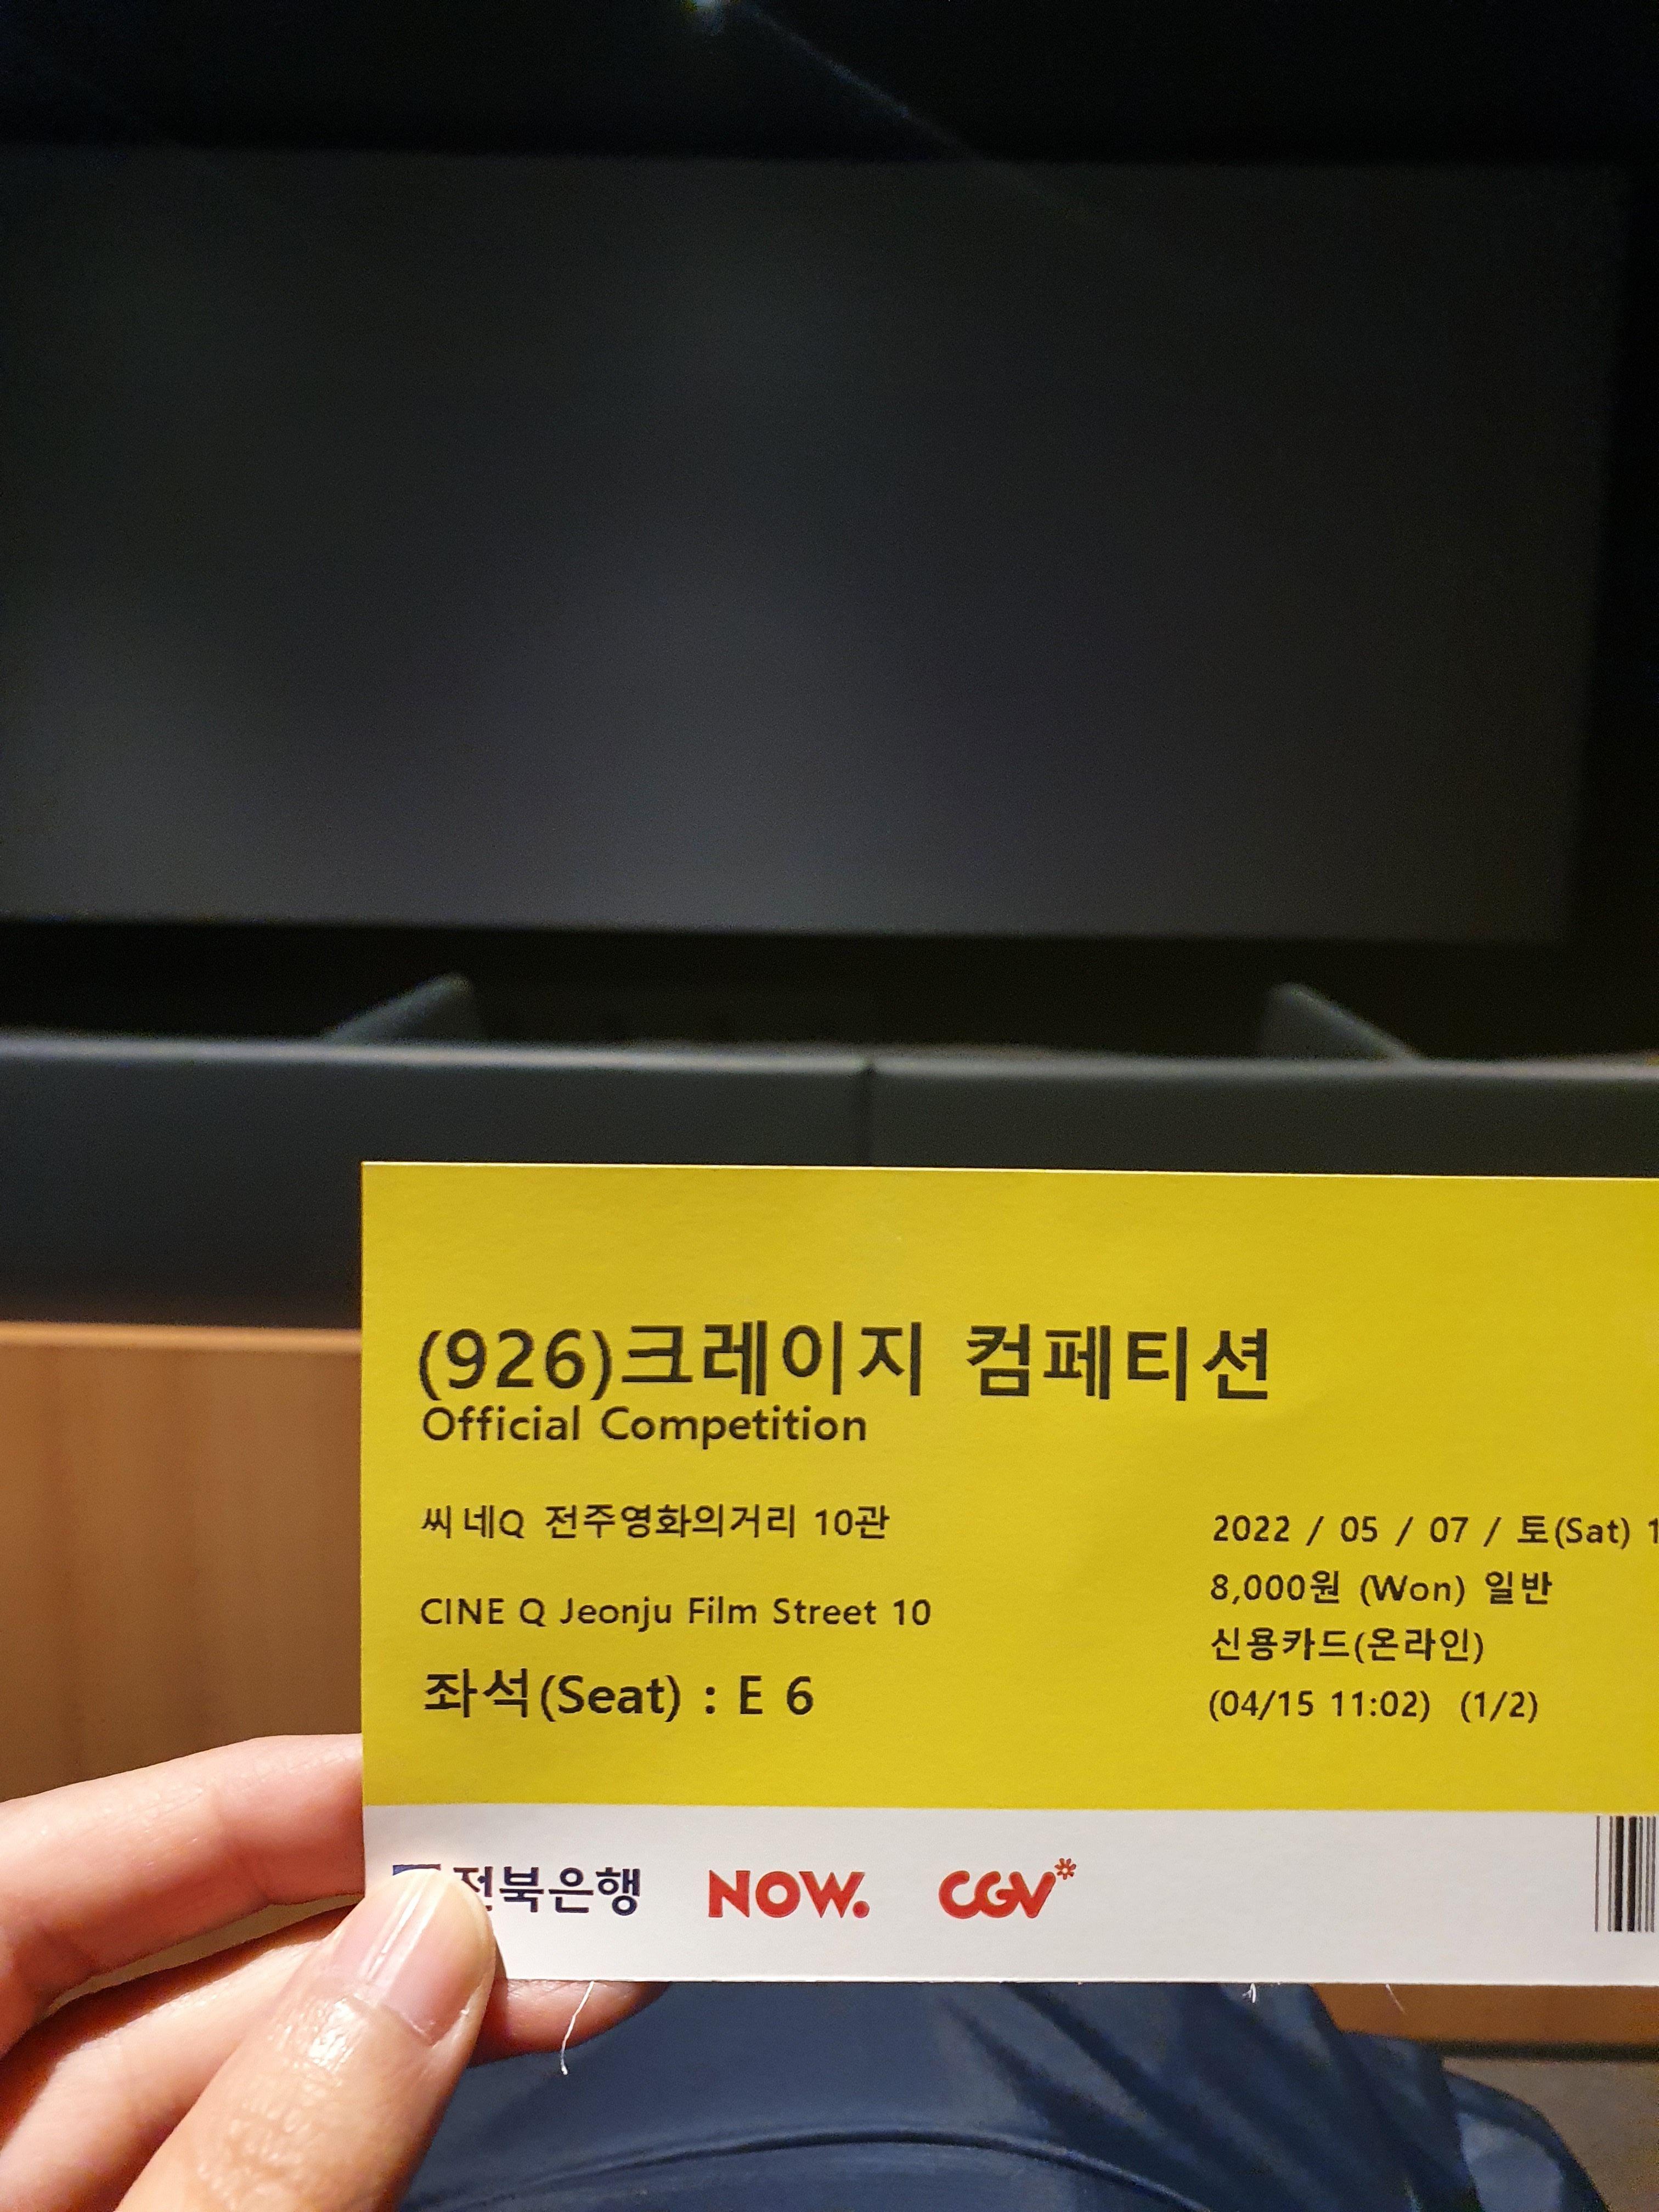 (926)크레이지 컴페티션
Official Competition
씨네Q 전주영화의거리 10관
CINE Q Jeonju Film Street 10
좌석(Seat) : E 6
2022 / 05 / 07 / 토(Sat) 1
8,000원 (Won) 일반
신용카드(온라인)
(04/15 11:02) (1/2)
전북은행 NOW. CGV